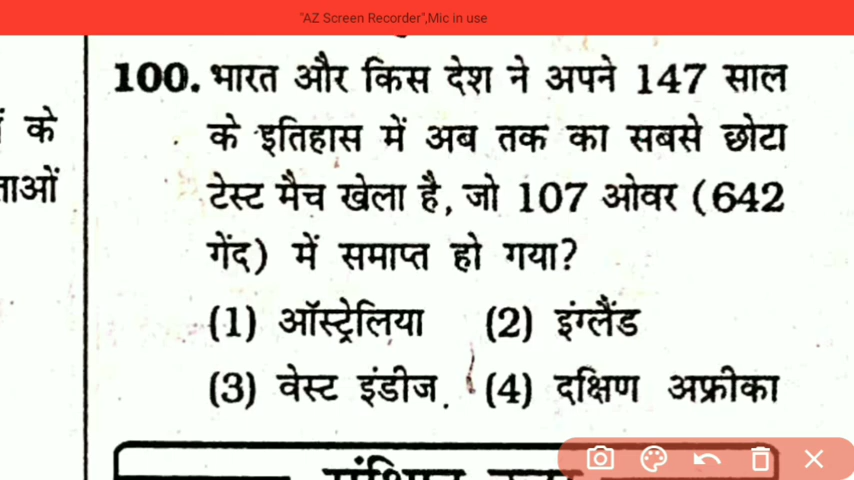 "AZ Screen Recorder",Mic in use
100. भारत और किस देश ने अपने 147 साल
के के इतिहास में अब तक का सबसे छोटा
टेस्ट मैच खेला है, जो 107 ओवर (642
गेंद) में समाप्त हो गया?
(1) ऑस्ट्रेलिया (2) इंग्लैंड
(3) वेस्ट इंडीज. (4) दक्षिण अफ्रीका